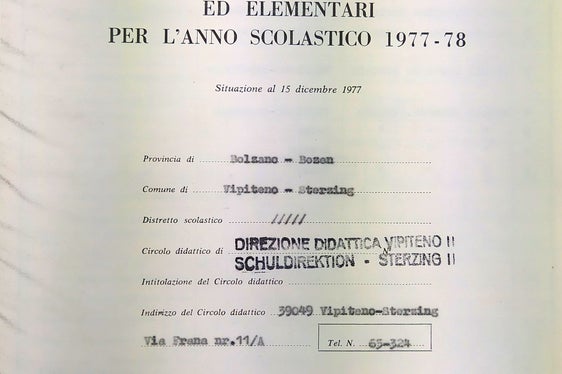 ED ELEMENTARI
PER L'ANNO SCOLASTICO 1977-78
Situazione al 15 dicembre 1977
Provincia di Bolzano - Bozen
Comune di Vipiteno - Sterzing
Distretto scolastico /////
Circolo didattico di DIREZIONE DIDATTICA VIPITENO II
SCHULDIREKTION - STERZING II
Intitolazione del Circolo didattico
Indirizzo del Circolo didattico 39049 Vipiteno-Sterzing
Via Frana nr.11/A Tel. N. 65-324